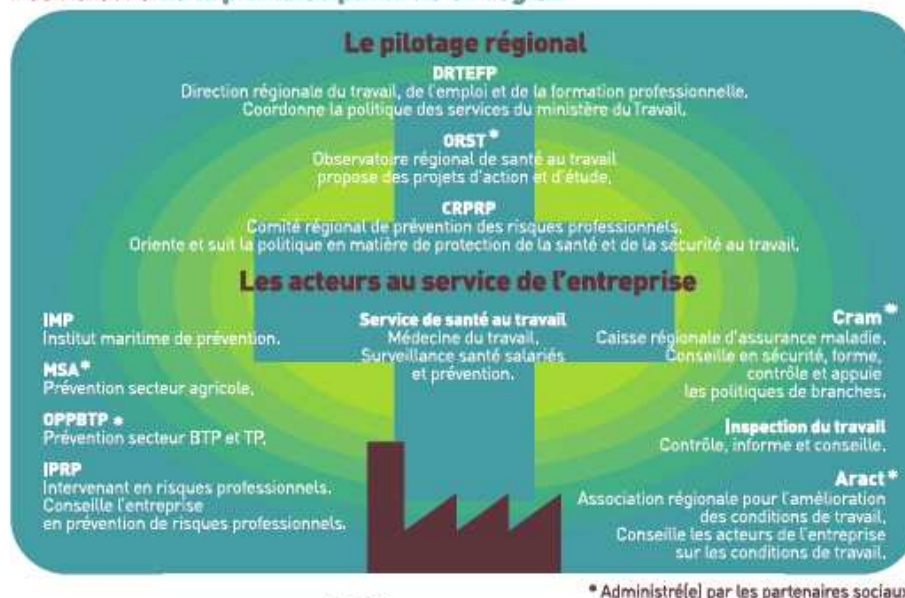 Le pilotage régional
DRTEFP
Direction régionale du travail, de l'emploi et de la formation professionnelle.
Coordonne la politique des services du ministère du Travail.
ORST*
Observatoire régional de santé au travail
propose des projets d'action et d'étude.
CRPRP
Comité régional de prévention des risques professionnels.
Oriente et suit la politique en matière de protection de la santé et de la sécurité au travail.
Les acteurs au service de l'entreprise
IMP
Institut maritime de prévention.
MSA*
Prévention secteur agricole.
OPPBTP *
Prévention secteur BTP et TP.
IPRP
Intervenant en risques professionnels.
Conseille l'entreprise
en prévention de risques professionnels.
Service de santé au travail
Médecine du travail.
Surveillance santé salariés
et prévention.
Cram*
Caisse régionale d'assurance maladie.
Conseille en sécurité, forme,
contrôle et appuie
les politiques de branches.
Inspection du travail
Contrôle, informe et conseille.
Aract*
Association régionale pour l'amélioration
des conditions de travail.
Conseille les acteurs de l'entreprise
sur les conditions de travail.
* Administré(e) par les partenaires sociaux